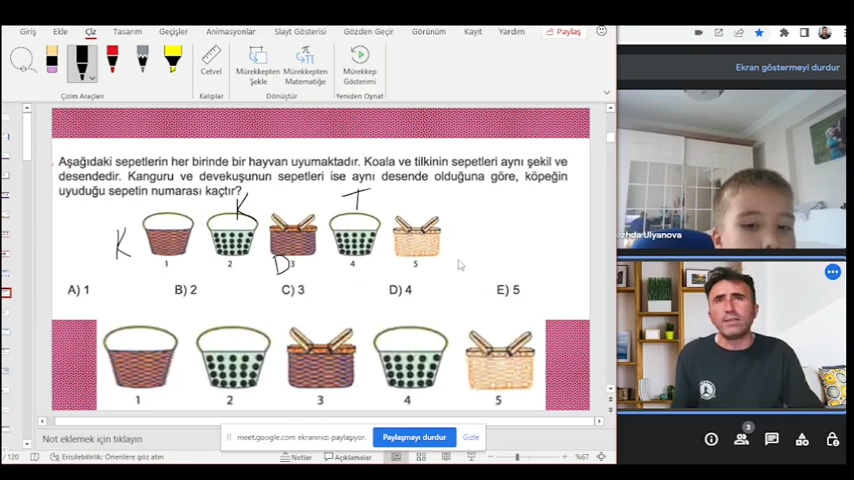 Giriş Ekle Çiz Tasarım Geçişler Animasyonlar Slayt Gösterisi Gözden Geçir Görünüm Kayıt Yardım Paylaş
Ekran göstermeyi durdur
Cetvel
Mürekkepten Şekle
Mürekkepten Matematiğe
Mürekkep Gösterimi
Çizim Araçları
Kalıplar
Dönüştür
Yeniden Oynat
Aşağıdaki sepetlerin her birinde bir hayvan uyumaktadır. Koala ve tilkinin sepetleri aynı şekil ve
desendedir. Kanguru ve devekuşunun sepetleri ise aynı desende olduğuna göre, köpeğin
uyuduğu sepetin numarası kaçtır?
K K T
D
1 2 3 4 5
A) 1 B) 2 C) 3 D) 4 E) 5
1 2 3 4 5
zhda Ulyanova
3
meet.google.com ekranınızı paylaşıyor. Paylaşmayı durdur Gizle
Not eklemek için tıklayın
/ 120 Erişilebilirlik: Önerilere göz atın Notlar Açıklamalar %67